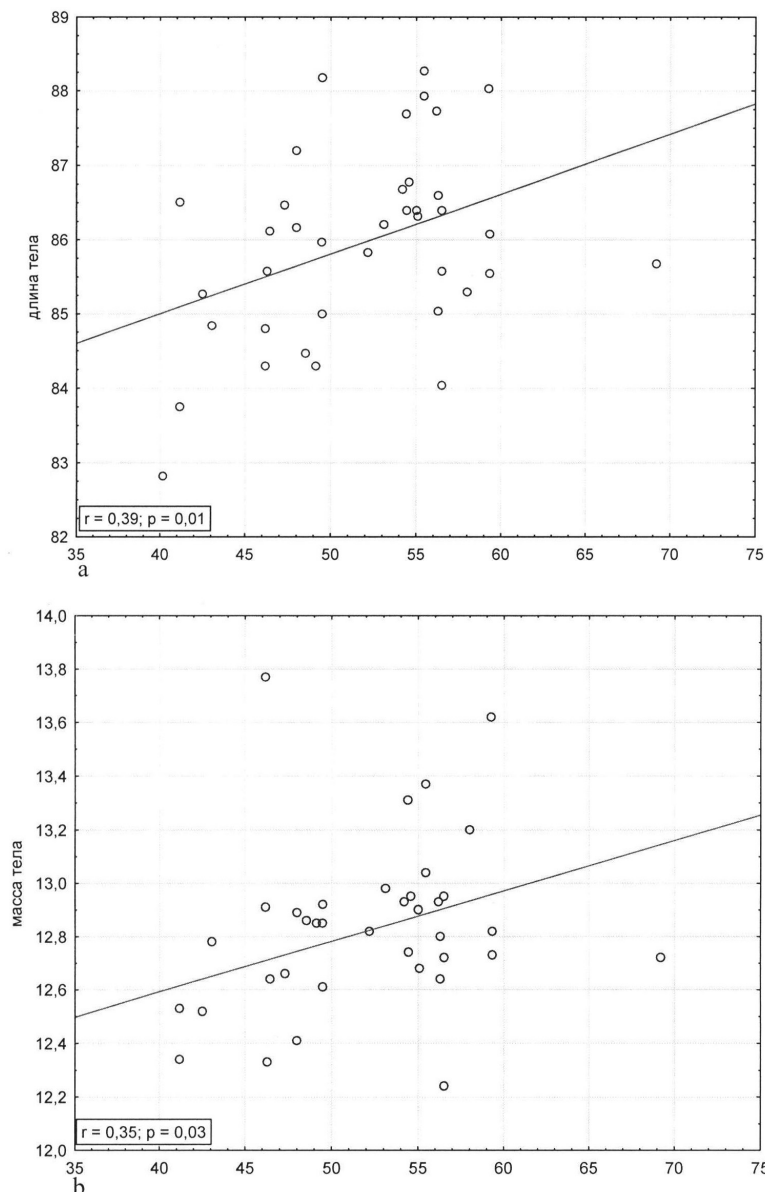 89
88
87
86
85
84
83
82
длина тела
r = 0,39; p = 0,01
35 40 45 50 55 60 65 70 75
a
14,0
13,8
13,6
13,4
13,2
13,0
12,8
12,6
12,4
12,2
12,0
масса тела
r = 0,35; p = 0,03
35 40 45 50 55 60 65 70 75
b